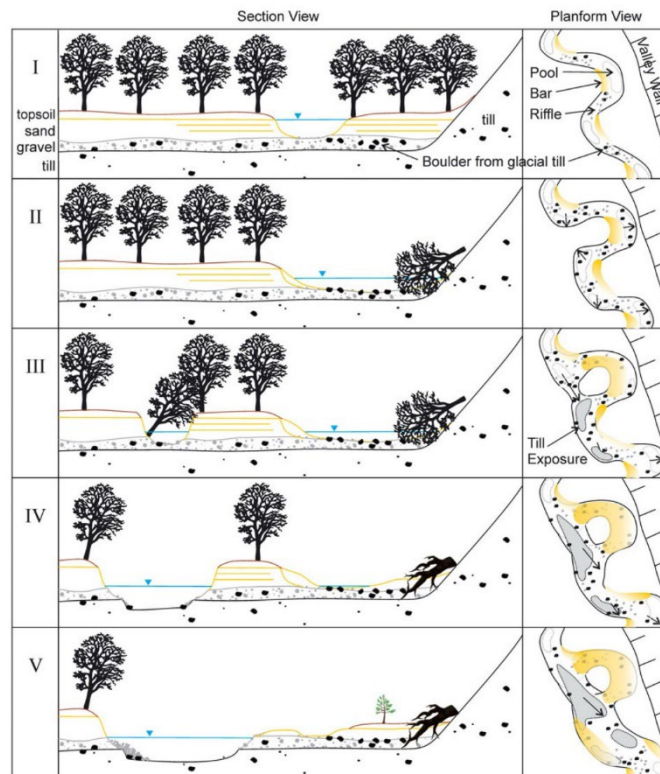 Section View
Planform View
I
topsoil
sand
gravel
till
till
Boulder from glacial till
Pool
Bar
Riffle
Valley Wall
II
III
Till
Exposure
IV
V